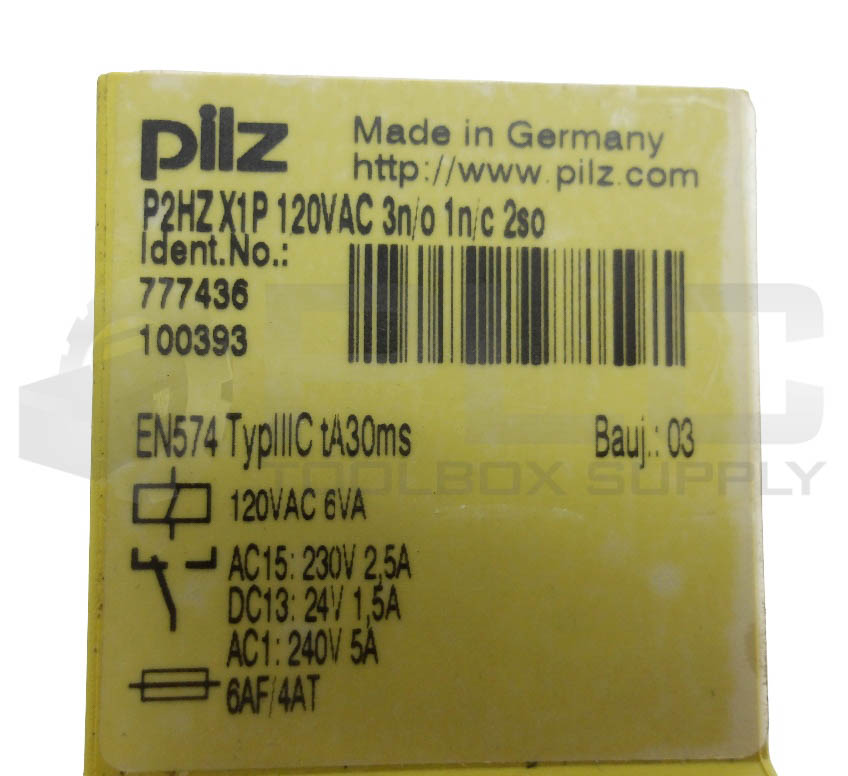 pilz
Made in Germany
http://www.pilz.com
P2HZ X1P 120VAC 3n/o 1n/c 2so
Ident.No.:
777436
100393
EN574 TypIIIC tA30ms
Bauj.: 03
120VAC 6VA
AC15: 230V 2,5A
DC13: 24V 1,5A
AC1: 240V 5A
6AF/4AT
PLC
TOOLBOX SUPPLY